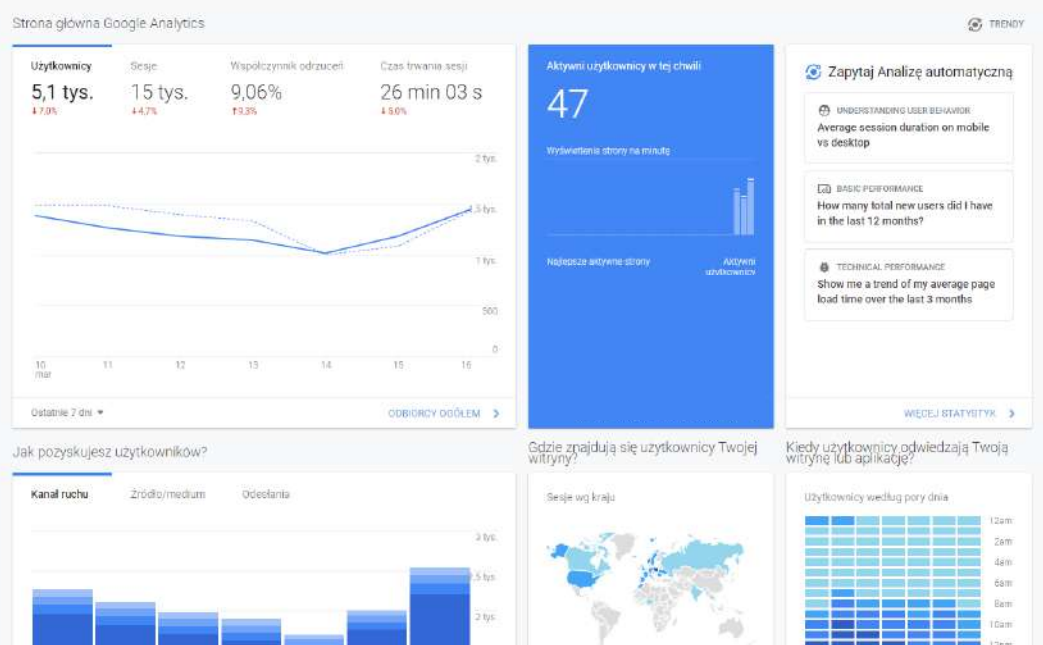 Strona główna Google Analytics
TRENDY
Użytkownicy
Sesje
Współczynnik odrzuceń
Czas trwania sesji
5,1 tys.
15 tys.
9,06%
26 min 03 s
↓7,0%
↓4,7%
↑9,3%
↓5,0%
2 tys.
1,5 tys.
1 tys.
500
0
10
mar
11
12
13
14
15
16
Ostatnie 7 dni
ODBIORCY OGÓŁEM
Aktywni użytkownicy w tej chwili
47
Wyświetlenia strony na minutę
Najlepsze aktywne strony
Aktywni
użytkownicy
Zapytaj Analizę automatyczną
UNDERSTANDING USER BEHAVIOR
Average session duration on mobile
vs desktop
BASIC PERFORMANCE
How many total new users did I have
in the last 12 months?
TECHNICAL PERFORMANCE
Show me a trend of my average page
load time over the last 3 months
WIĘCEJ STATYSTYK
Jak pozyskujesz użytkowników?
Kanał ruchu
Źródło/medium
Odesłania
3 tys.
2,5 tys.
2 tys.
Gdzie znajdują się użytkownicy Twojej
witryny?
Sesje wg kraju
Kiedy użytkownicy odwiedzają Twoją
witrynę lub aplikację?
Użytkownicy według pory dnia
12am
2am
4am
6am
8am
10am
12pm